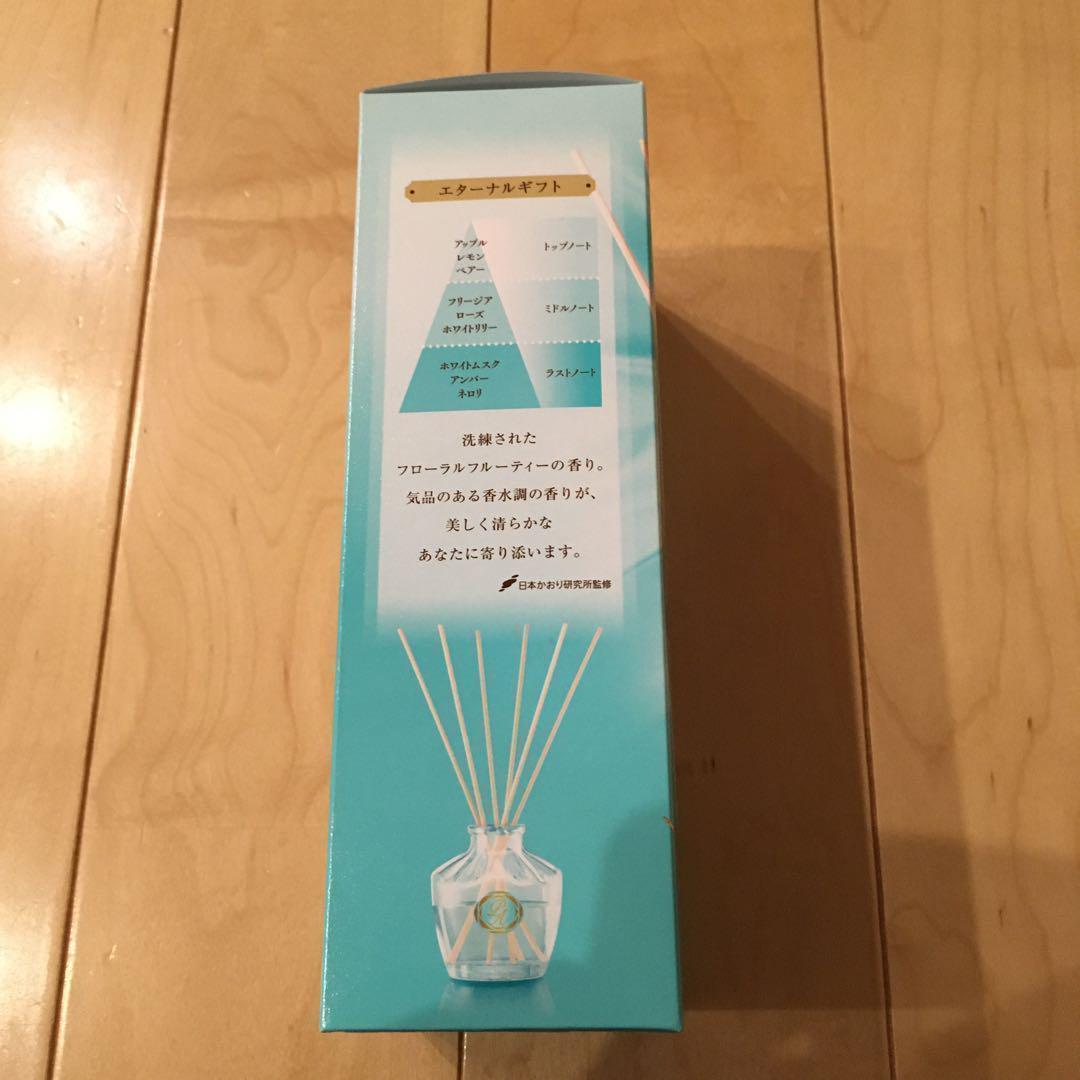 エターナルギフト
アップル
レモン
ペアー
トップノート
フリージア
ローズ
ホワイトリリー
ミドルノート
ホワイトムスク
アンバー
ネロリ
ラストノート
洗練された
フローラルフルーティーの香り。
気品のある香水調の香りが、
美しく清らかな
あなたに寄り添います。
日本かおり研究所監修